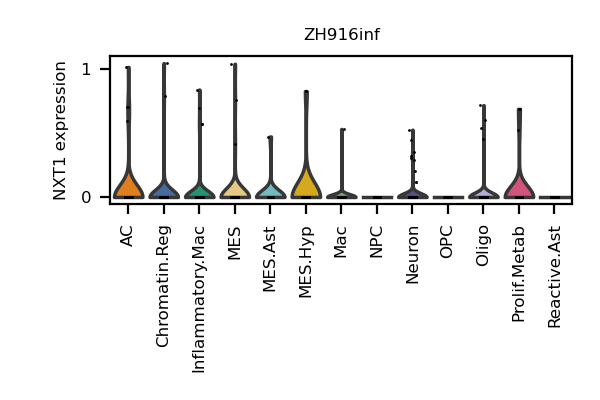 ZH916inf
NXT1 expression
1
0
AC
Chromatin.Reg
Inflammatory.Mac
MES
MES.Ast
MES.Hyp
Mac
NPC
Neuron
OPC
Oligo
Prolif.Metab
Reactive.Ast